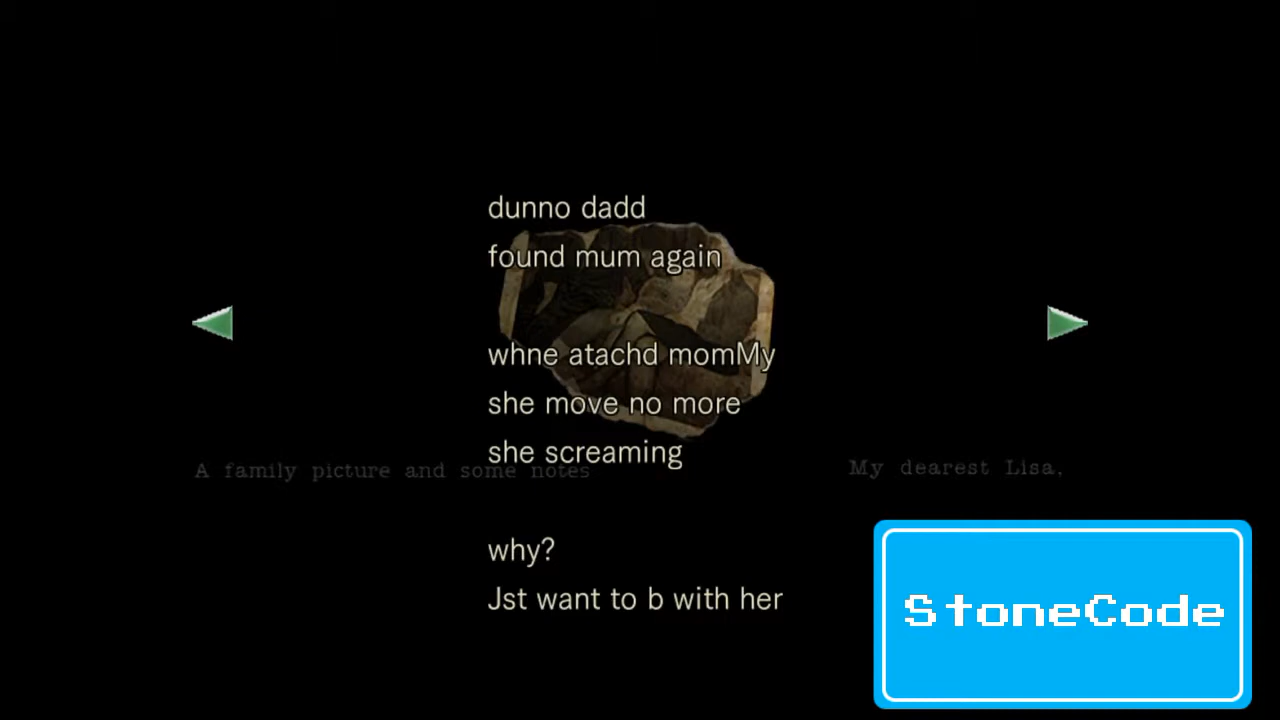 dunno dadd
found mum again
whne atachd momMy
she move no more
she screaming
A family picture and some notes
My dearest Lisa,
why?
Jst want to b with her
StoneCode